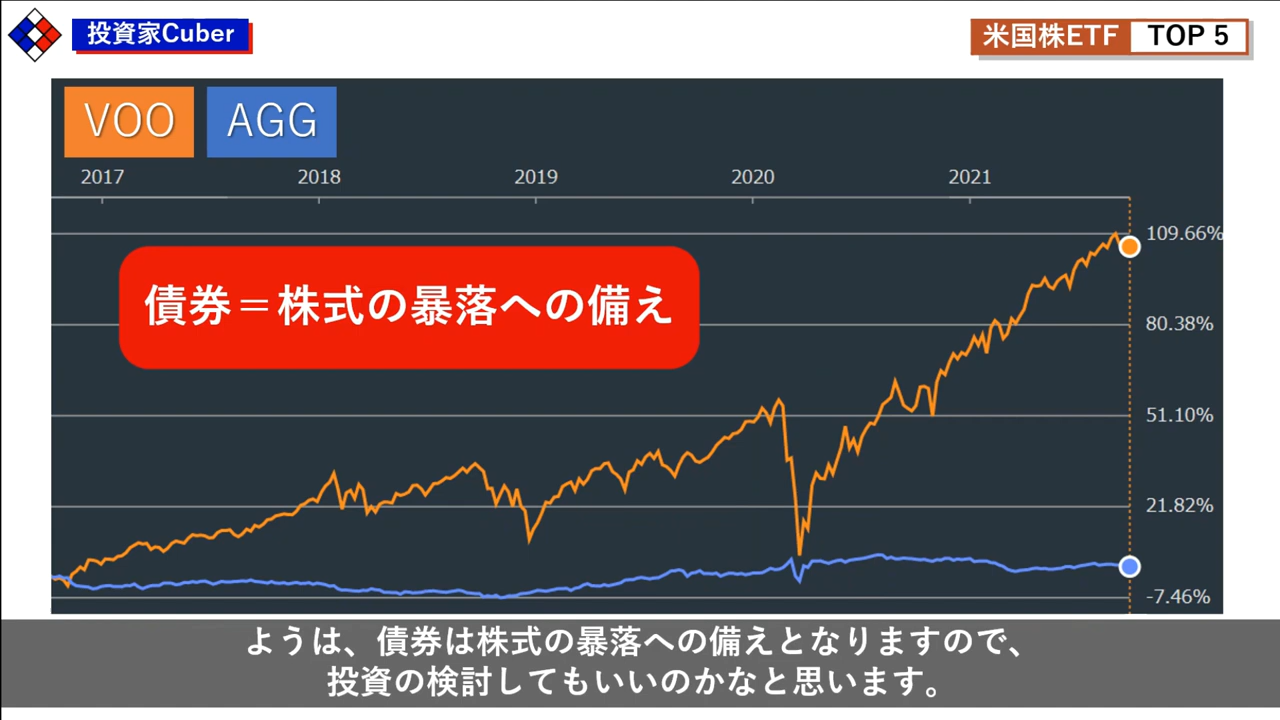 投資家Cuber
米国株ETF TOP 5
VOO AGG
2017 2018 2019 2020 2021
109.66%
債券＝株式の暴落への備え
80.38%
51.10%
21.82%
-7.46%
ようは、債券は株式の暴落への備えとなりますので、
投資の検討してもいいのかなと思います。